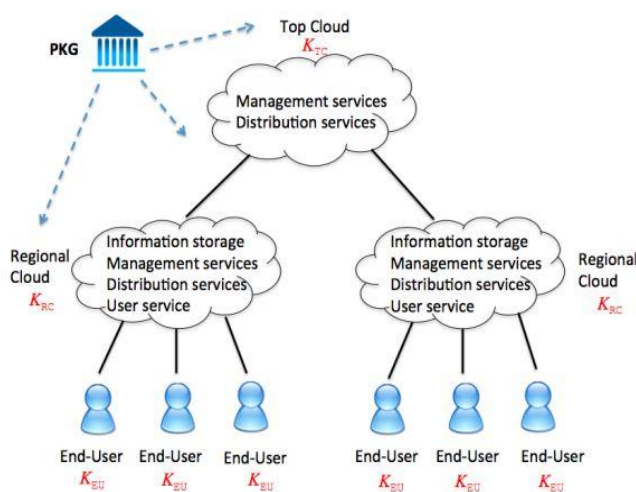 PKG
Top Cloud
K_TC
Management services
Distribution services
Regional
Cloud
K_RC
Information storage
Management services
Distribution services
User service
Information storage
Management services
Distribution services
User service
Regional
Cloud
K_RC
End-User
K_EU
End-User
K_EU
End-User
K_EU
End-User
K_EU
End-User
K_EU
End-User
K_EU